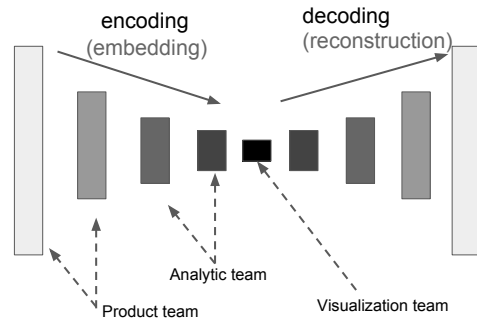 encoding
(embedding)
decoding
(reconstruction)
Analytic team
Product team
Visualization team